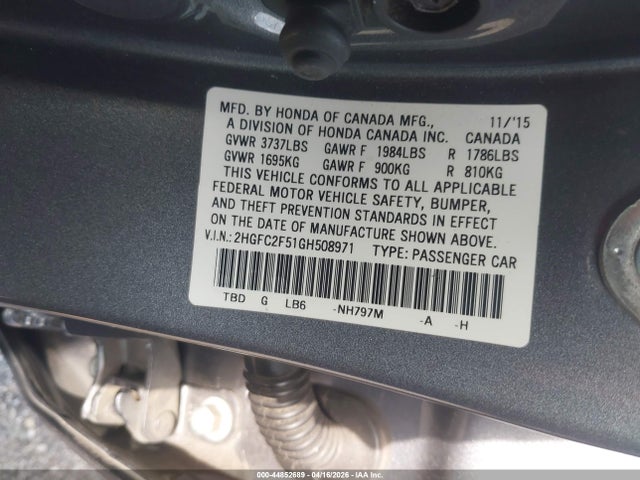 MFD. BY HONDA OF CANADA MFG., 11/'15
A DIVISION OF HONDA CANADA INC. CANADA
GVWR 3737LBS GAWR F 1984LBS R 1786LBS
GVWR 1695KG GAWR F 900KG R 810KG
THIS VEHICLE CONFORMS TO ALL APPLICABLE
FEDERAL MOTOR VEHICLE SAFETY, BUMPER,
AND THEFT PREVENTION STANDARDS IN EFFECT
ON THE DATE OF MANUFACTURE SHOWN ABOVE.
V.I.N.: 2HGFC2F51GH508971 TYPE: PASSENGER CAR
TBD G LB6 -NH797M -A -H
000-44852689 - 04/16/2026 - IAA Inc.